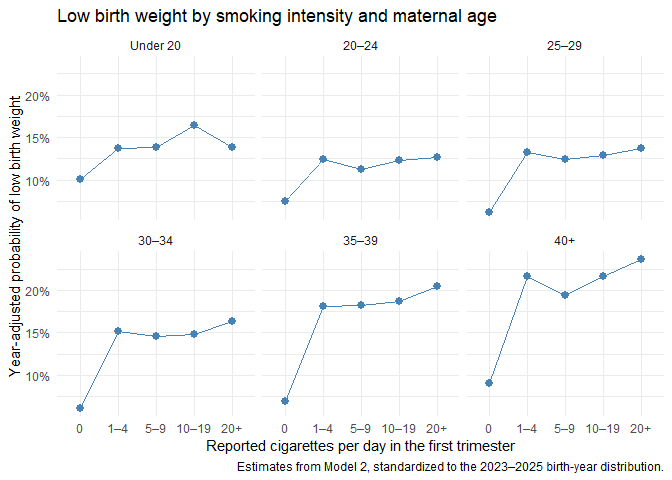 Low birth weight by smoking intensity and maternal age
Under 20
20–24
25–29
Year-adjusted probability of low birth weight
20%
15%
10%
30–34
35–39
40+
20%
15%
10%
0 1–4 5–9 10–19 20+
0 1–4 5–9 10–19 20+
0 1–4 5–9 10–19 20+
Reported cigarettes per day in the first trimester
Estimates from Model 2, standardized to the 2023–2025 birth-year distribution.